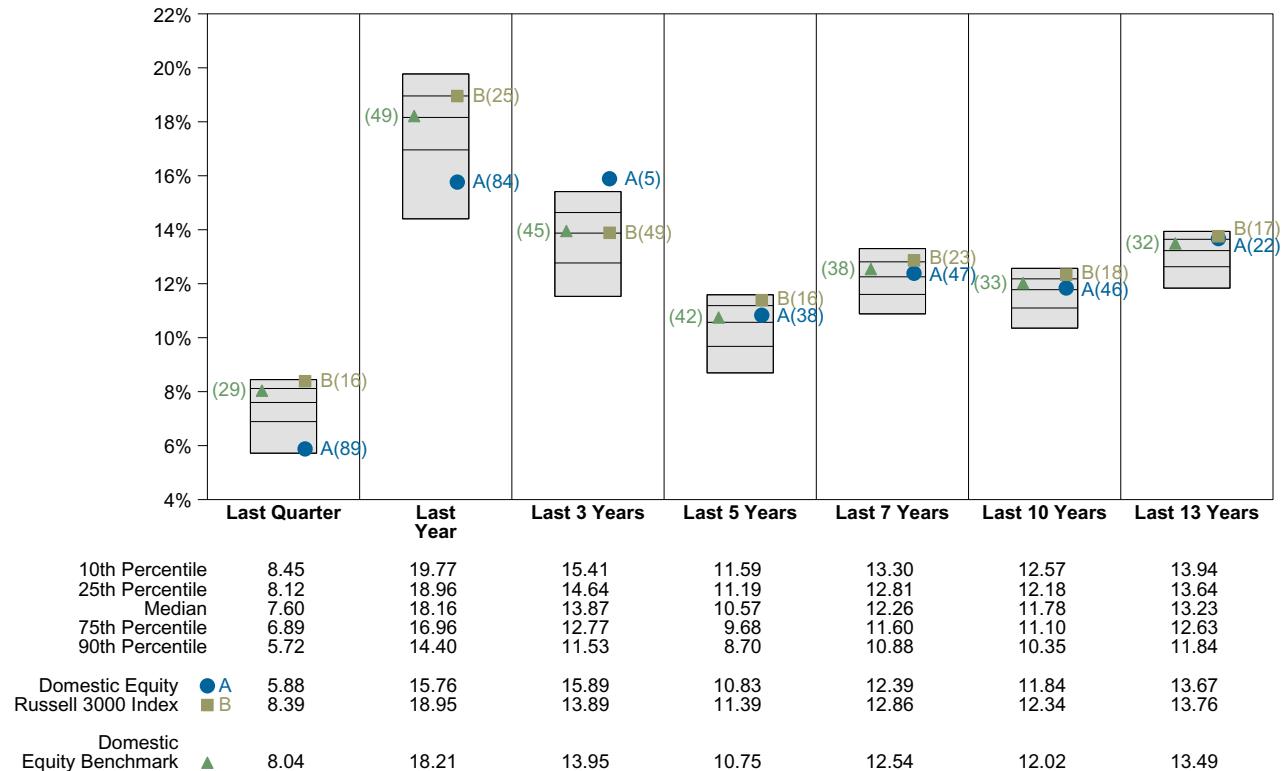 22%
20%
18%
16%
14%
12%
10%
8%
6%
4%
(29) B(16)
A(89)
(49) B(25)
A(84)
(45) A(5)
B(49)
(42) B(16)
A(38)
(38) B(23)
A(47)
(33) B(18)
A(46)
(32) B(17)
A(22)
Last Quarter Last Year Last 3 Years Last 5 Years Last 7 Years Last 10 Years Last 13 Years
10th Percentile 8.45 19.77 15.41 11.59 13.30 12.57 13.94
25th Percentile 8.12 18.96 14.64 11.19 12.81 12.18 13.64
Median 7.60 18.16 13.87 10.57 12.26 11.78 13.23
75th Percentile 6.89 16.96 12.77 9.68 11.60 11.10 12.63
90th Percentile 5.72 14.40 11.53 8.70 10.88 10.35 11.84
Domestic Equity A 5.88 15.76 15.89 10.83 12.39 11.84 13.67
Russell 3000 Index B 8.39 18.95 13.89 11.39 12.86 12.34 13.76
Domestic
Equity Benchmark 8.04 18.21 13.95 10.75 12.54 12.02 13.49